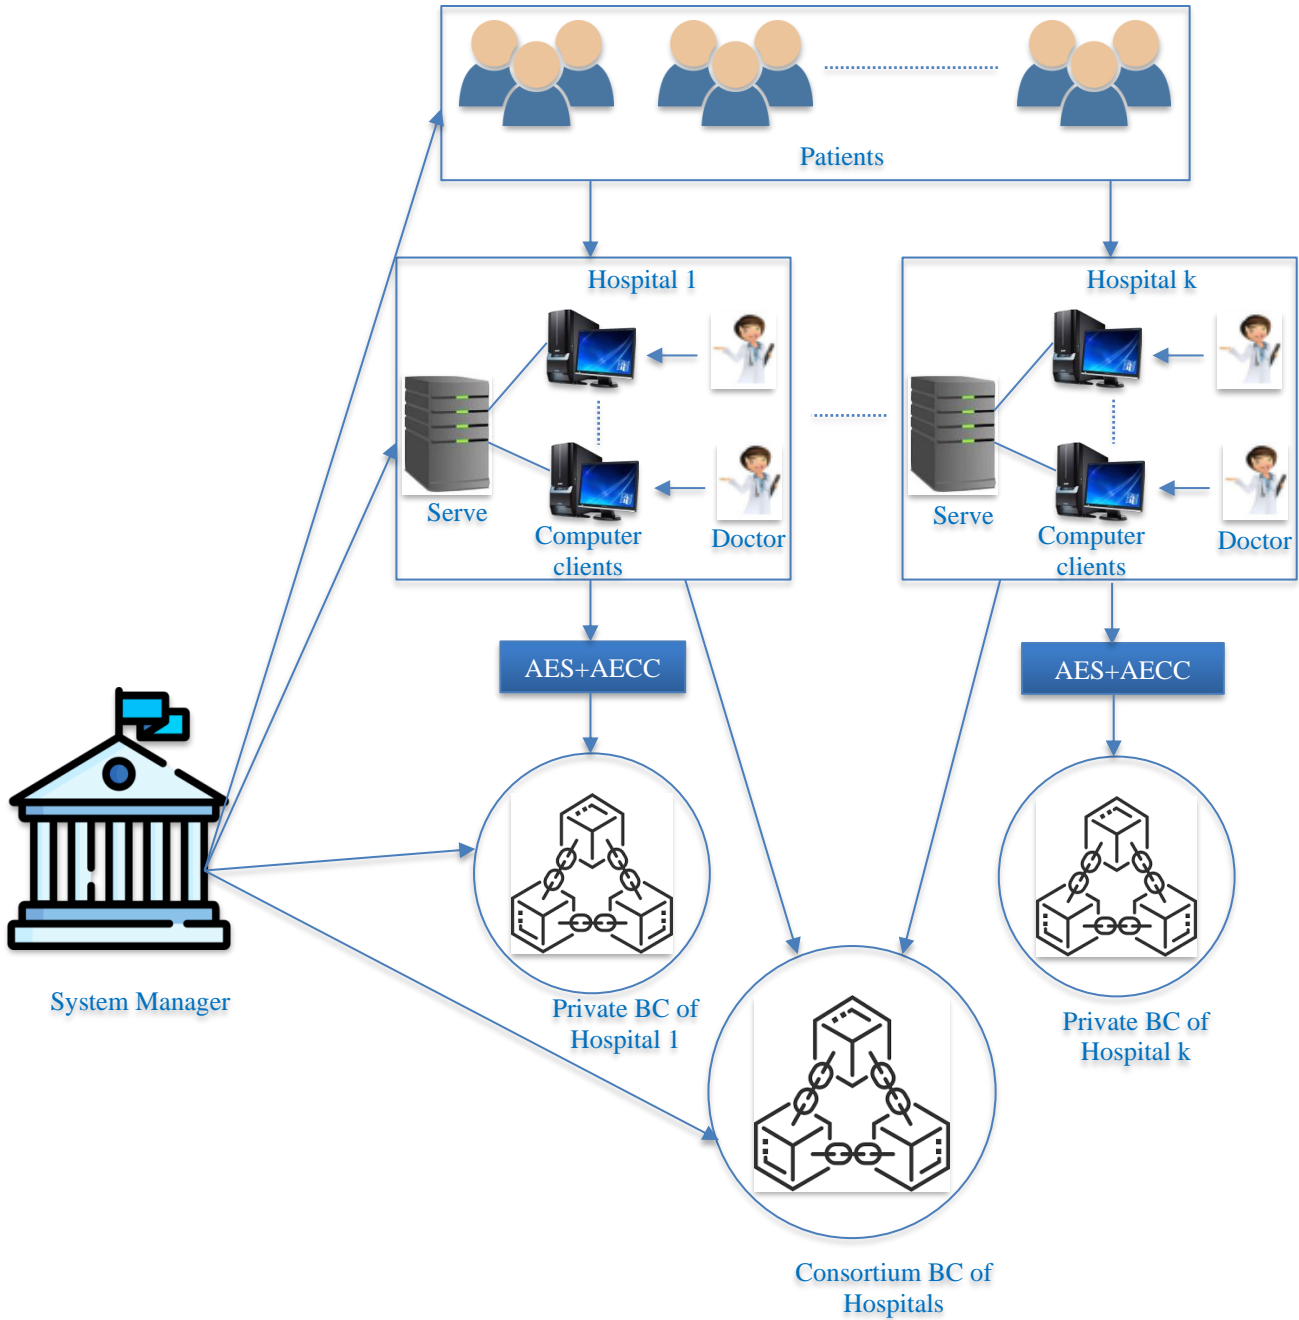 Patients
Hospital 1
Hospital k
Serve
Computer
clients
Doctor
Serve
Computer
clients
Doctor
AES+AECC
AES+AECC
System Manager
Private BC of
Hospital 1
Private BC of
Hospital k
Consortium BC of
Hospitals